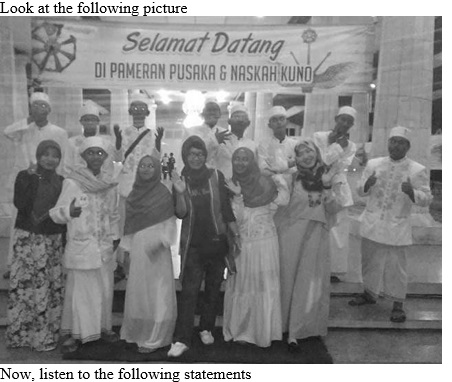 Look at the following picture
Selamat Datang
DI PAMERAN PUSAKA & NASKAH KUNO
Now, listen to the following statements